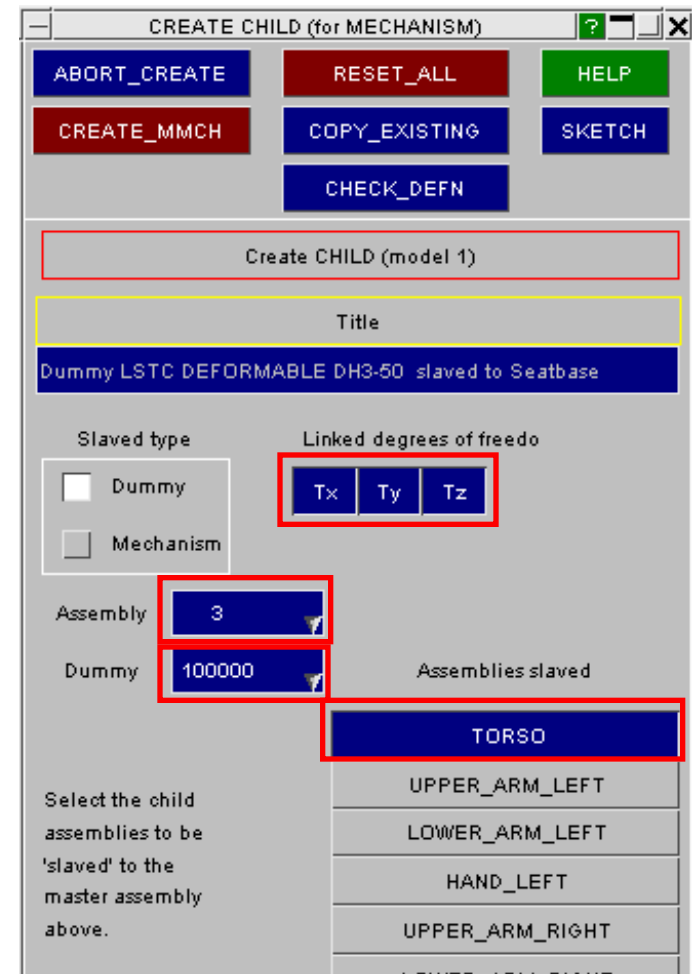 CREATE CHILD (for MECHANISM) ?
ABORT_CREATE RESET_ALL HELP
CREATE_MMCH COPY_EXISTING SKETCH
CHECK_DEFN
Create CHILD (model 1)
Title
Dummy LSTC DEFORMABLE DH3-50 slaved to Seatbase
Slaved type Linked degrees of freedo
Dummy Tx Ty Tz
Mechanism
Assembly 3
Dummy 100000 Assemblies slaved
TORSO
UPPER_ARM_LEFT
Select the child
assemblies to be LOWER_ARM_LEFT
'slaved' to the
master assembly HAND_LEFT
above. UPPER_ARM_RIGHT